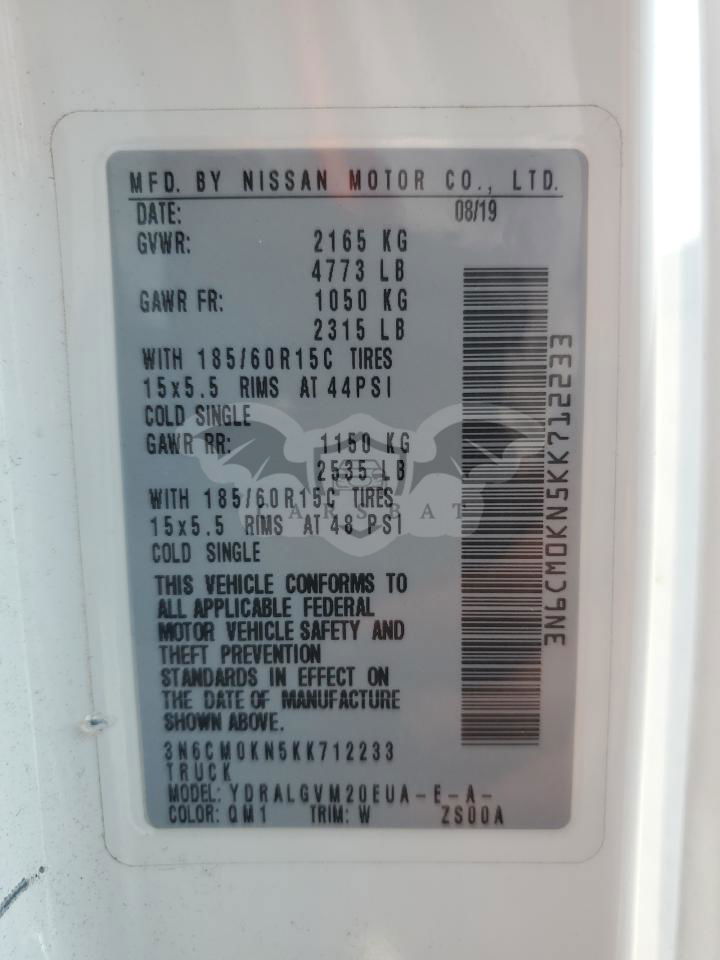 MFD. BY NISSAN MOTOR CO., LTD.
DATE: 08/19
GVWR: 2165 KG
4773 LB
GAWR FR: 1050 KG
2315 LB
WITH 185/60R15C TIRES
15x5.5 RIMS AT 44PSI
COLD SINGLE
GAWR RR: 1150 KG
2535 LB
WITH 185/60R15C TIRES
15x5.5 RIMS AT 48 PSI
COLD SINGLE
THIS VEHICLE CONFORMS TO
ALL APPLICABLE FEDERAL
MOTOR VEHICLE SAFETY AND
THEFT PREVENTION
STANDARDS IN EFFECT ON
THE DATE OF MANUFACTURE
SHOWN ABOVE.
3N6CM0KN5KK712233
TRUCK
MODEL: YDRALGVM20EUA-E-A-
COLOR: QM1 TRIM: W ZS00A
3N6CM0KN5KK712233
CARSBAT